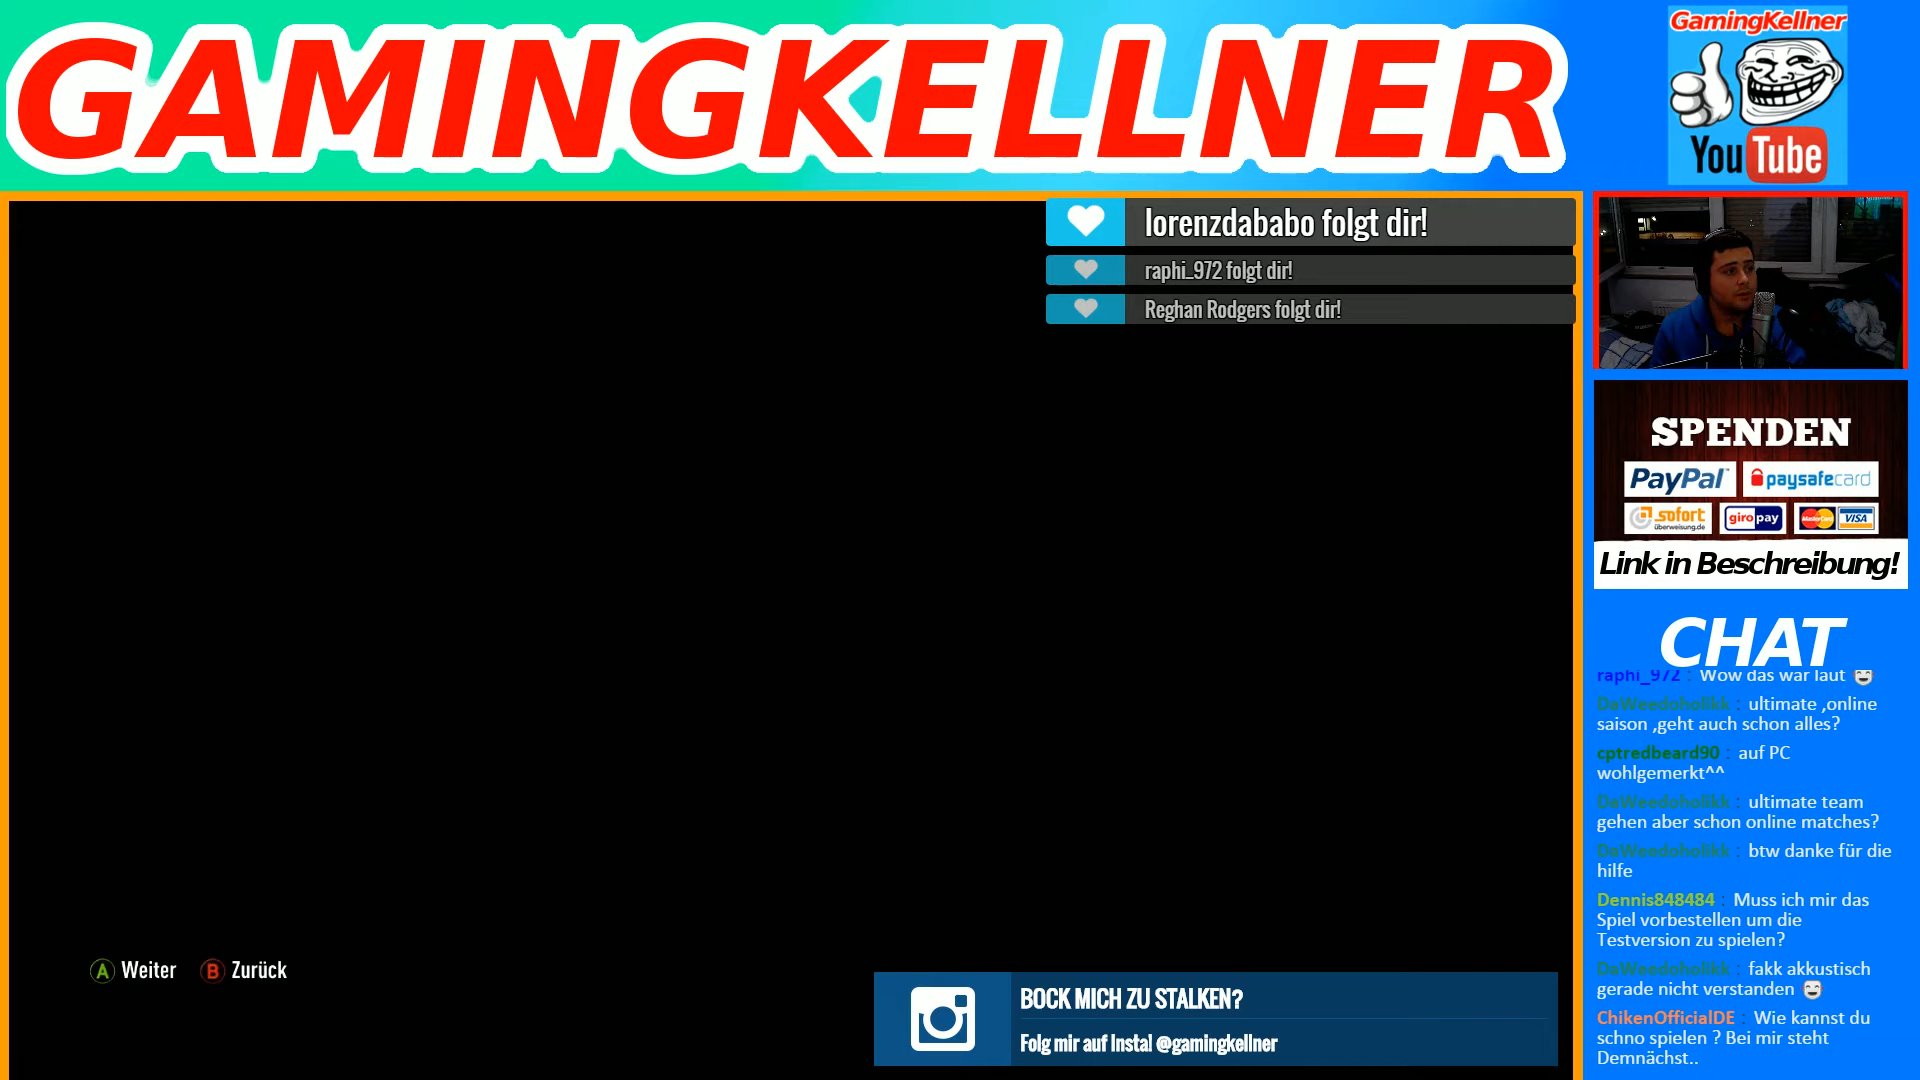 GAMINGKELLNER
GamingKellner
YouTube
lorenzdababo folgt dir!
raphi_972 folgt dir!
Reghan Rodgers folgt dir!
SPENDEN
PayPal
paysafecard
sofort
überweisung.de
giropay
MasterCard
VISA
Link in Beschreibung!
CHAT
raphi_972 : Wow das war laut
DaWeedoholikk : ultimate ,online
saison ,geht auch schon alles?
cptredbeard90 : auf PC
wohlgemerkt^^
DaWeedoholikk : ultimate team
gehen aber schon online matches?
DaWeedoholikk : btw danke für die
hilfe
Dennis848484 : Muss ich mir das
Spiel vorbestellen um die
Testversion zu spielen?
DaWeedoholikk : fakk akkustisch
gerade nicht verstanden
ChikenOfficialDE : Wie kannst du
schno spielen ? Bei mir steht
Demnächst..
A Weiter B Zurück
BOCK MICH ZU STALKEN?
Folg mir auf Insta! @gamingkellner